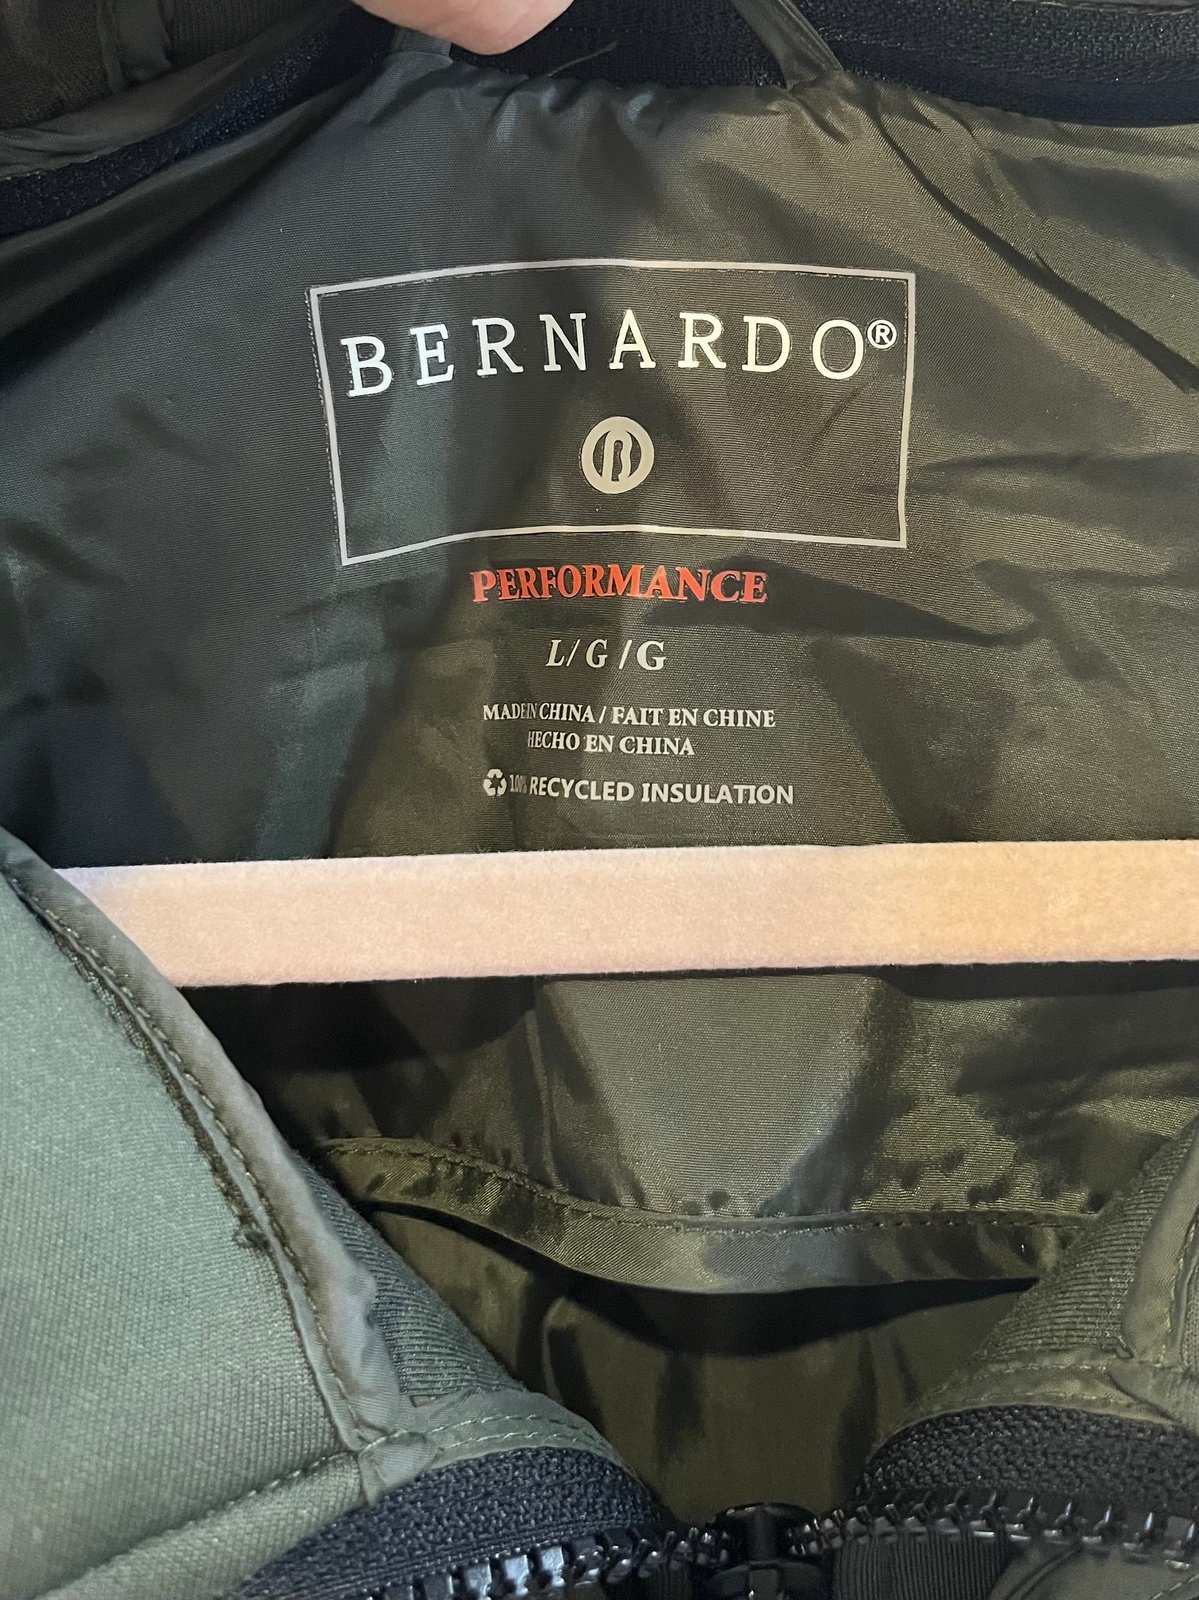 BERNARDO®
B
PERFORMANCE
L/G/G
MADE IN CHINA / FAIT EN CHINE
HECHO EN CHINA
100% RECYCLED INSULATION